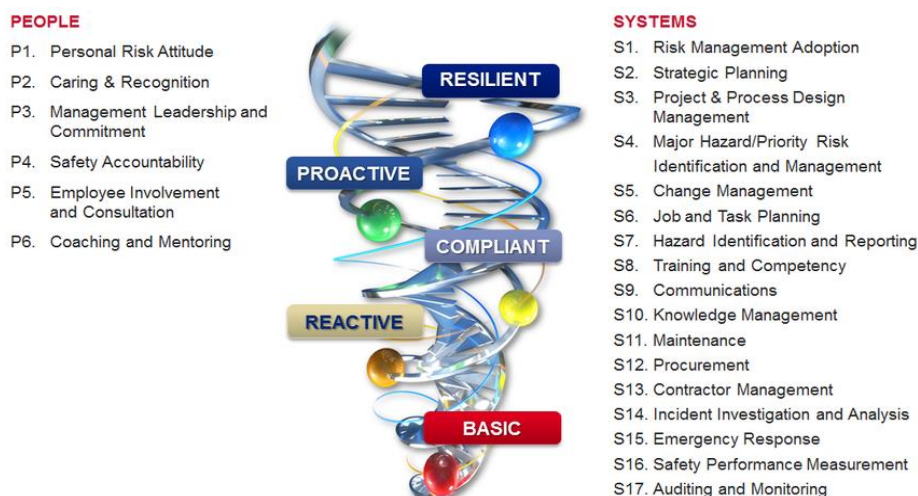 PEOPLE
P1. Personal Risk Attitude
P2. Caring & Recognition
P3. Management Leadership and
Commitment
P4. Safety Accountability
P5. Employee Involvement
and Consultation
P6. Coaching and Mentoring
RESILIENT
PROACTIVE
COMPLIANT
REACTIVE
BASIC
SYSTEMS
S1. Risk Management Adoption
S2. Strategic Planning
S3. Project & Process Design
Management
S4. Major Hazard/Priority Risk
Identification and Management
S5. Change Management
S6. Job and Task Planning
S7. Hazard Identification and Reporting
S8. Training and Competency
S9. Communications
S10. Knowledge Management
S11. Maintenance
S12. Procurement
S13. Contractor Management
S14. Incident Investigation and Analysis
S15. Emergency Response
S16. Safety Performance Measurement
S17. Auditing and Monitoring